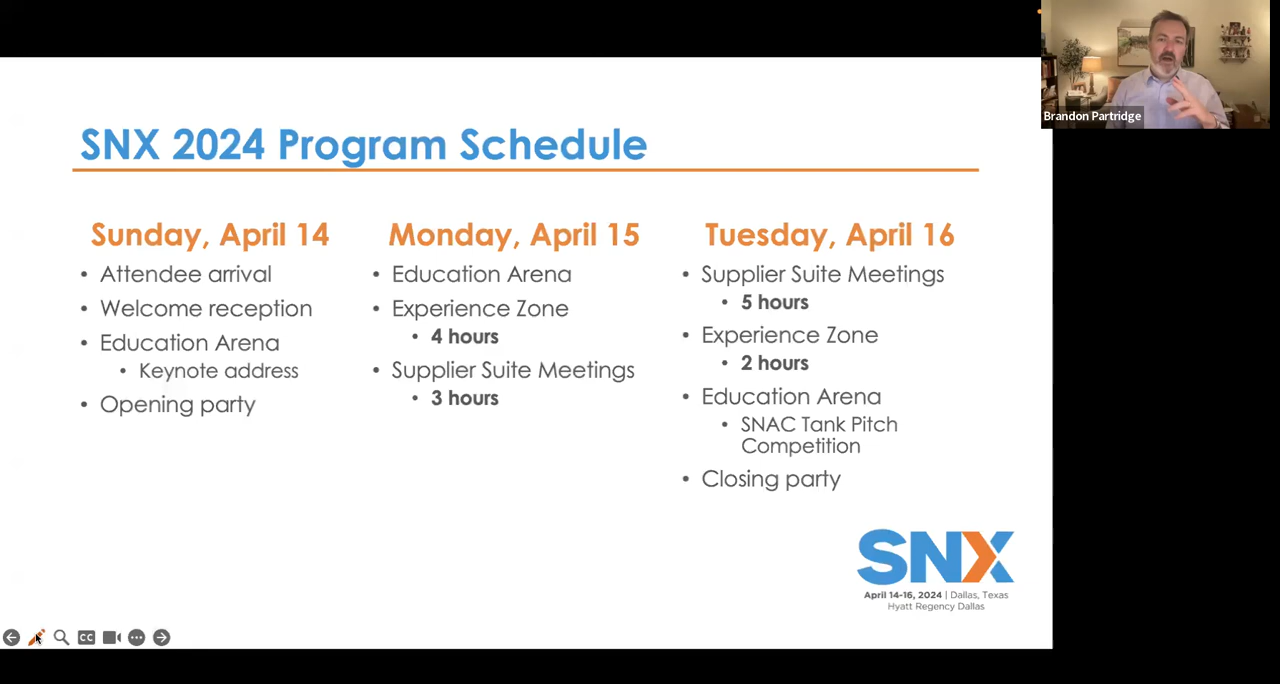 Brandon Partridge
SNX 2024 Program Schedule
Sunday, April 14
• Attendee arrival
• Welcome reception
• Education Arena
• Keynote address
• Opening party
Monday, April 15
• Education Arena
• Experience Zone
• 4 hours
• Supplier Suite Meetings
• 3 hours
Tuesday, April 16
• Supplier Suite Meetings
• 5 hours
• Experience Zone
• 2 hours
• Education Arena
• SNAC Tank Pitch
Competition
• Closing party
SNX
April 14-16, 2024 | Dallas, Texas
Hyatt Regency Dallas
CC